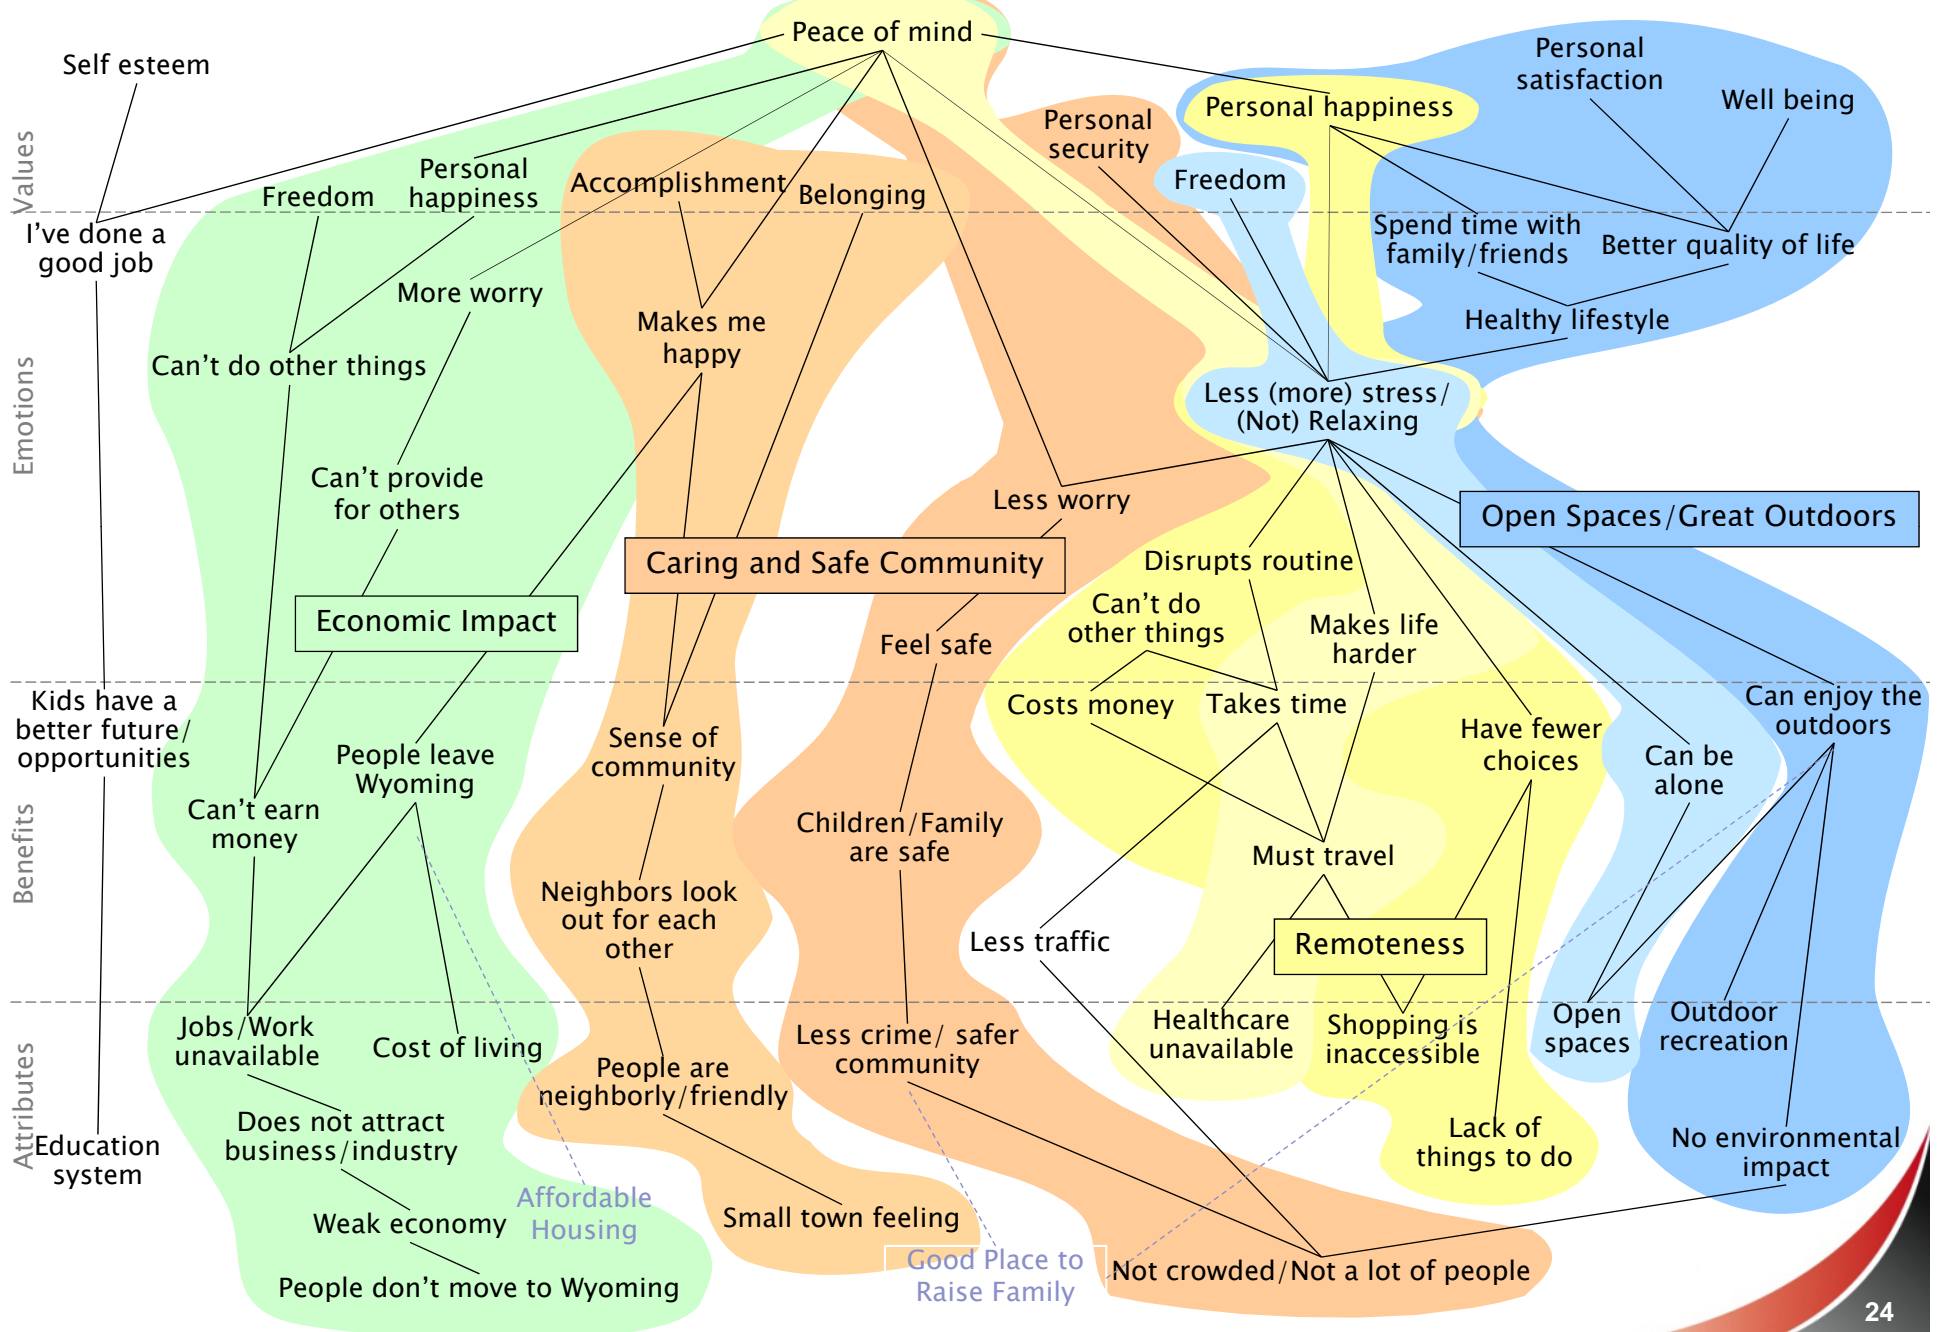 Peace of mind
Self esteem
Personal
satisfaction
Well being
Personal happiness
Personal
security
Values
Freedom
Personal
happiness
Accomplishment
Belonging
Freedom
I've done a
good job
Spend time with
family/friends
Better quality of life
More worry
Makes me
happy
Healthy lifestyle
Can't do other things
Emotions
Less (more) stress/
(Not) Relaxing
Can't provide
for others
Less worry
Open Spaces/Great Outdoors
Caring and Safe Community
Disrupts routine
Economic Impact
Can't do
other things
Makes life
harder
Feel safe
Kids have a
better future/
opportunities
Costs money
Takes time
Can enjoy the
outdoors
People leave
Wyoming
Sense of
community
Have fewer
choices
Can be
alone
Can't earn
money
Children/Family
are safe
Benefits
Must travel
Neighbors look
out for each
other
Less traffic
Remoteness
Jobs/Work
unavailable
Cost of living
Less crime/ safer
community
Healthcare
unavailable
Shopping is
inaccessible
Open
spaces
Outdoor
recreation
People are
neighborly/friendly
Attributes
Education
system
Does not attract
business/industry
Lack of
things to do
No environmental
impact
Affordable
Housing
Weak economy
Small town feeling
Good Place to
Raise Family
Not crowded/Not a lot of people
People don't move to Wyoming
24